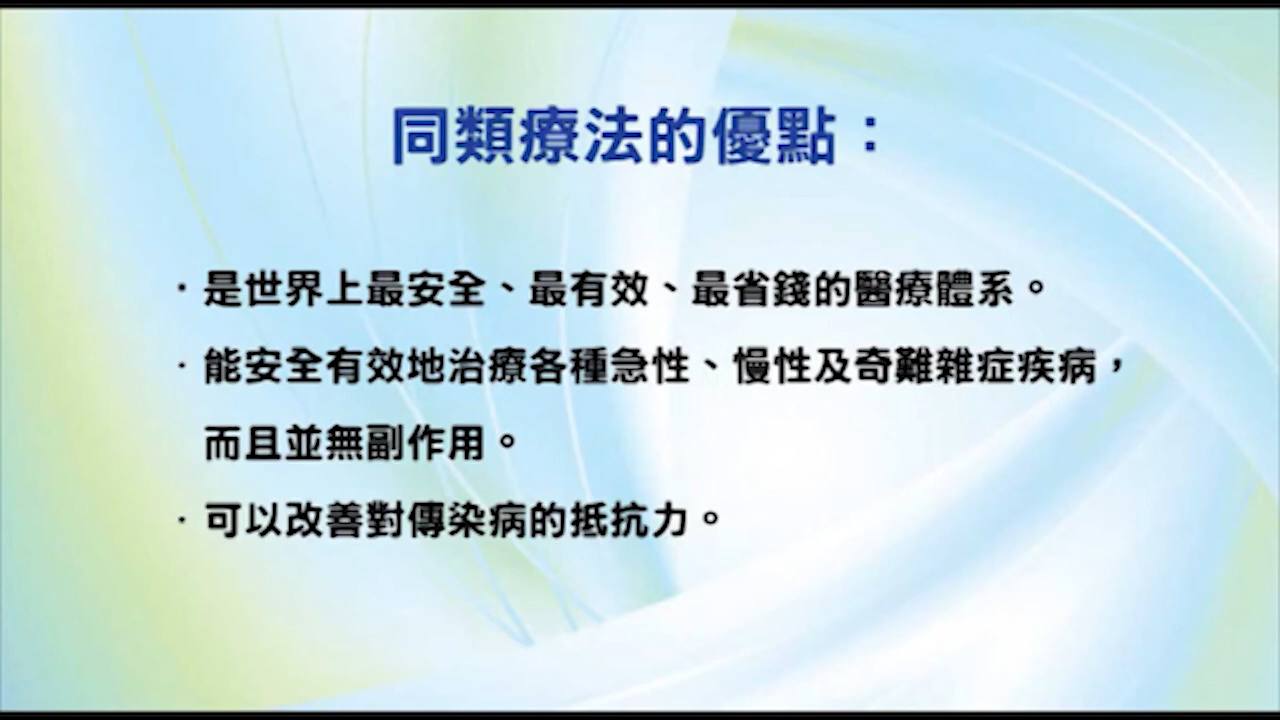 同類療法的優點：
·是世界上最安全、最有效、最省錢的醫療體系。
·能安全有效地治療各種急性、慢性及奇難雜症疾病，
而且並無副作用。
·可以改善對傳染病的抵抗力。